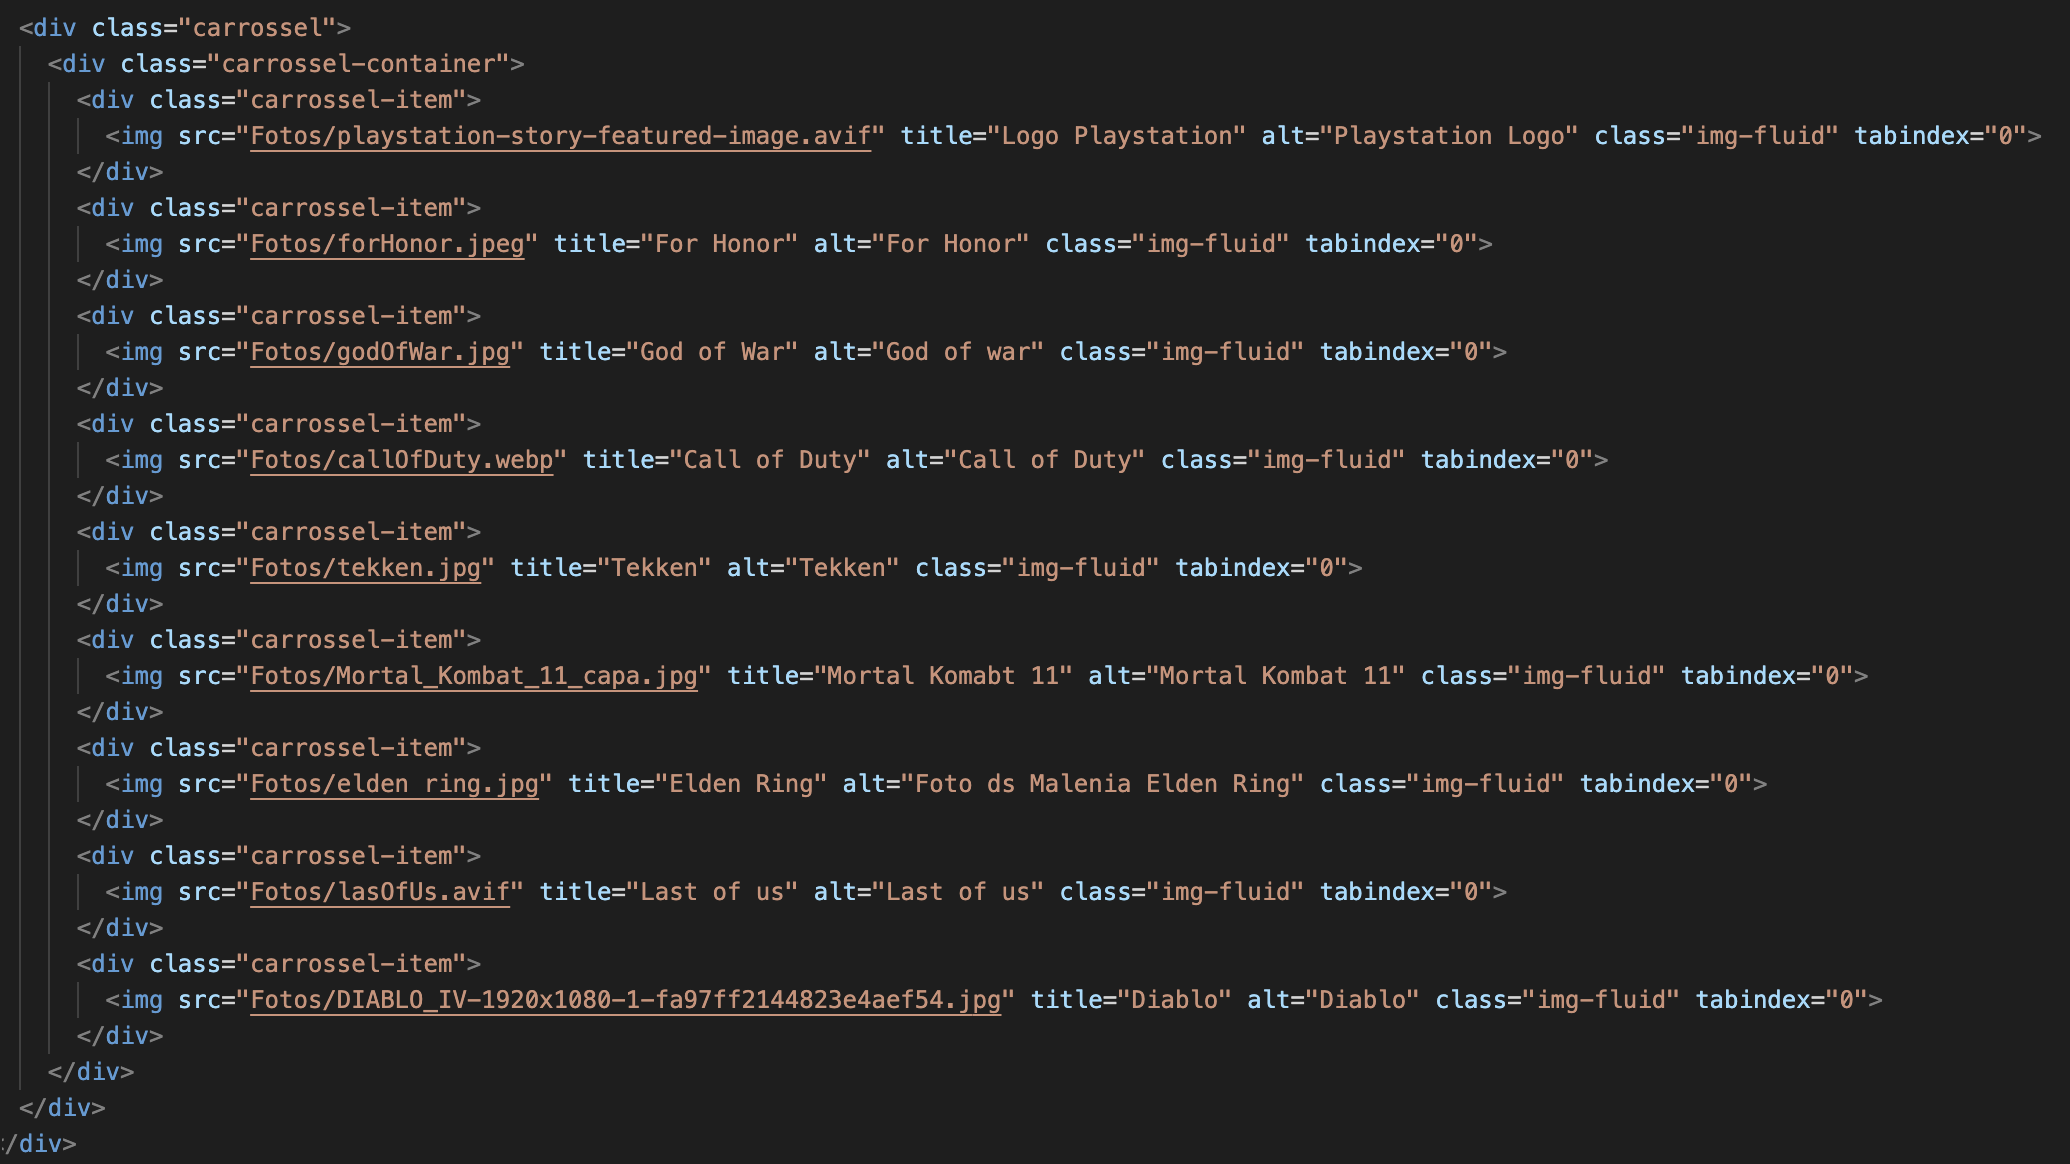 <div class="carrossel">
<div class="carrossel-container">
<div class="carrossel-item">
<img src="Fotos/playstation-story-featured-image.avif" title="Logo Playstation" alt="Playstation Logo" class="img-fluid" tabindex="0">
</div>
<div class="carrossel-item">
<img src="Fotos/forHonor.jpeg" title="For Honor" alt="For Honor" class="img-fluid" tabindex="0">
</div>
<div class="carrossel-item">
<img src="Fotos/godOfWar.jpg" title="God of War" alt="God of war" class="img-fluid" tabindex="0">
</div>
<div class="carrossel-item">
<img src="Fotos/callOfDuty.webp" title="Call of Duty" alt="Call of Duty" class="img-fluid" tabindex="0">
</div>
<div class="carrossel-item">
<img src="Fotos/tekken.jpg" title="Tekken" alt="Tekken" class="img-fluid" tabindex="0">
</div>
<div class="carrossel-item">
<img src="Fotos/Mortal_Kombat_11_capa.jpg" title="Mortal Komabt 11" alt="Mortal Kombat 11" class="img-fluid" tabindex="0">
</div>
<div class="carrossel-item">
<img src="Fotos/elden ring.jpg" title="Elden Ring" alt="Foto ds Malenia Elden Ring" class="img-fluid" tabindex="0">
</div>
<div class="carrossel-item">
<img src="Fotos/lasOfUs.avif" title="Last of us" alt="Last of us" class="img-fluid" tabindex="0">
</div>
<div class="carrossel-item">
<img src="Fotos/DIABLO_IV-1920x1080-1-fa97ff2144823e4aef54.jpg" title="Diablo" alt="Diablo" class="img-fluid" tabindex="0">
</div>
</div>
</div>
</div>